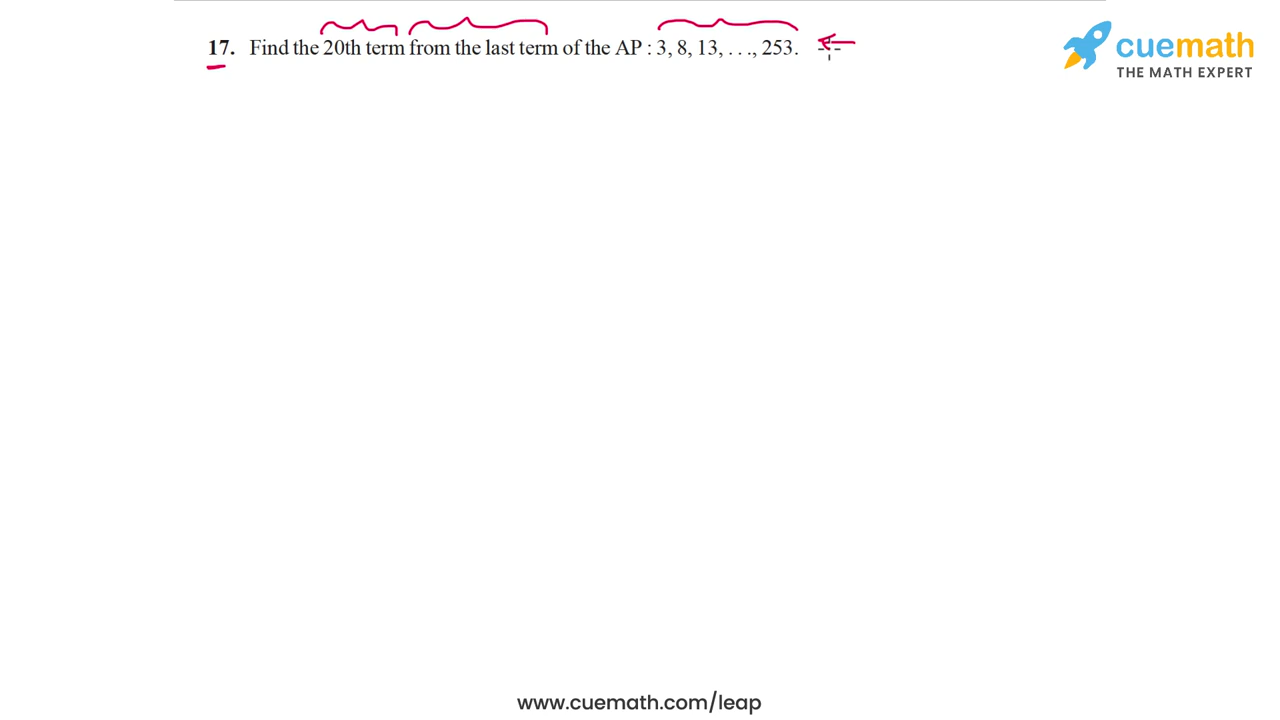 17. Find the 20th term from the last term of the AP : 3, 8, 13, . . ., 253.
cuemath
THE MATH EXPERT
www.cuemath.com/leap